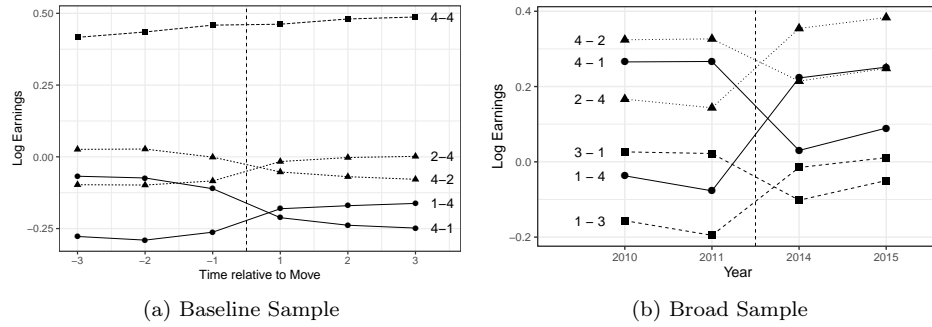 0.50
0.25
0.00
−0.25
Log Earnings
4−4
2−4
4−2
1−4
4−1
−3 −2 −1 1 2 3
Time relative to Move
(a) Baseline Sample
0.4
0.2
0.0
−0.2
Log Earnings
4 − 2
4 − 1
2 − 4
3 − 1
1 − 4
1 − 3
2010 2011 2014 2015
Year
(b) Broad Sample